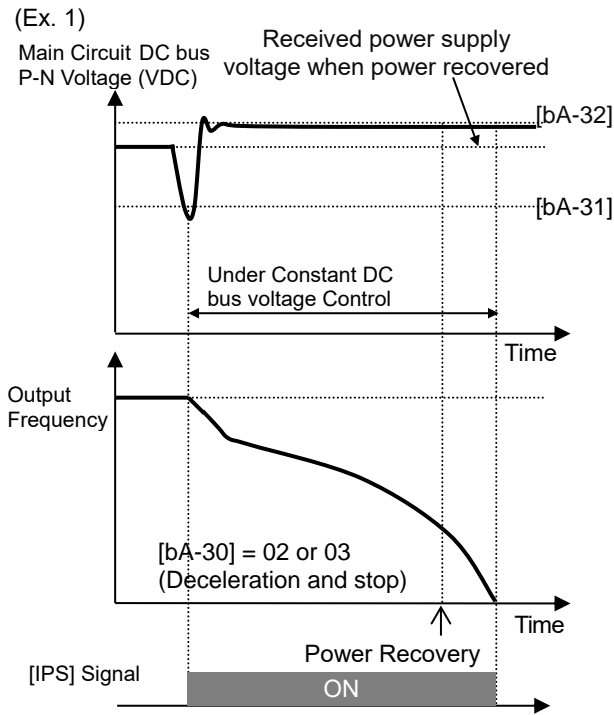 (Ex. 1)
Main Circuit DC bus
P-N Voltage (VDC)
Received power supply
voltage when power recovered
[bA-32]
[bA-31]
Under Constant DC
bus voltage Control
Time
Output
Frequency
[bA-30] = 02 or 03
(Deceleration and stop)
Time
Power Recovery
[IPS] Signal
ON